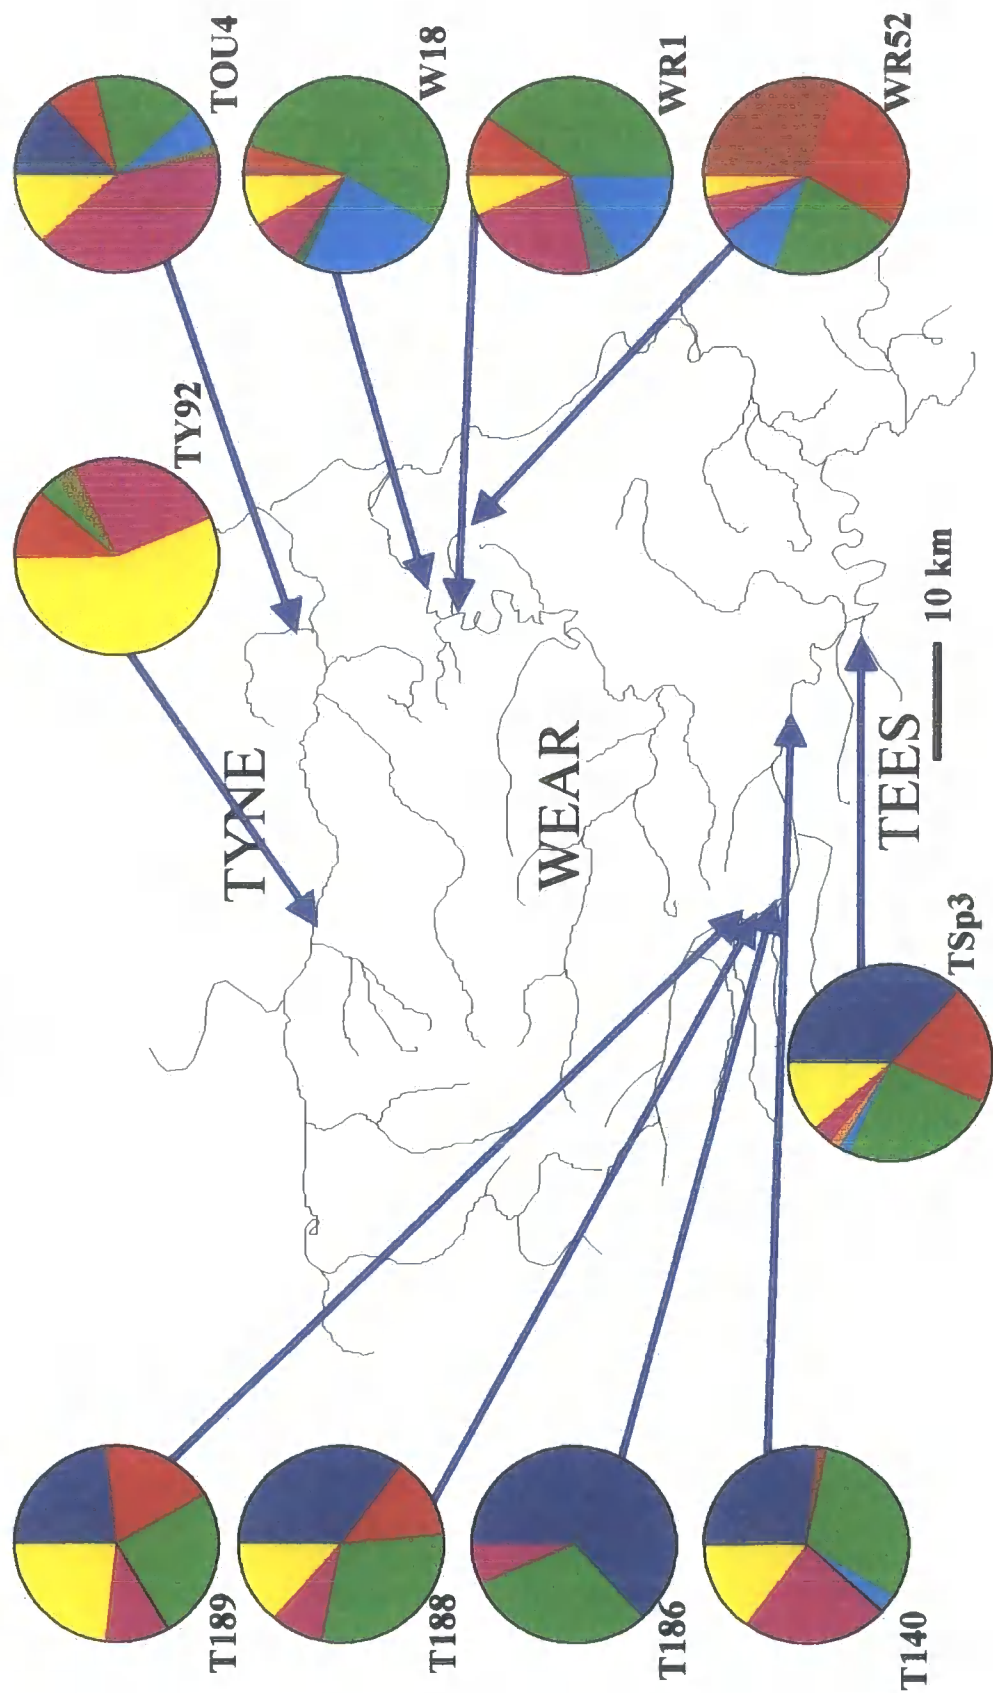 TOU4
W18
WR1
WR52
TY92
TYNE
WEAR
TEES
10 km
TSp3
T189
T188
T186
T140